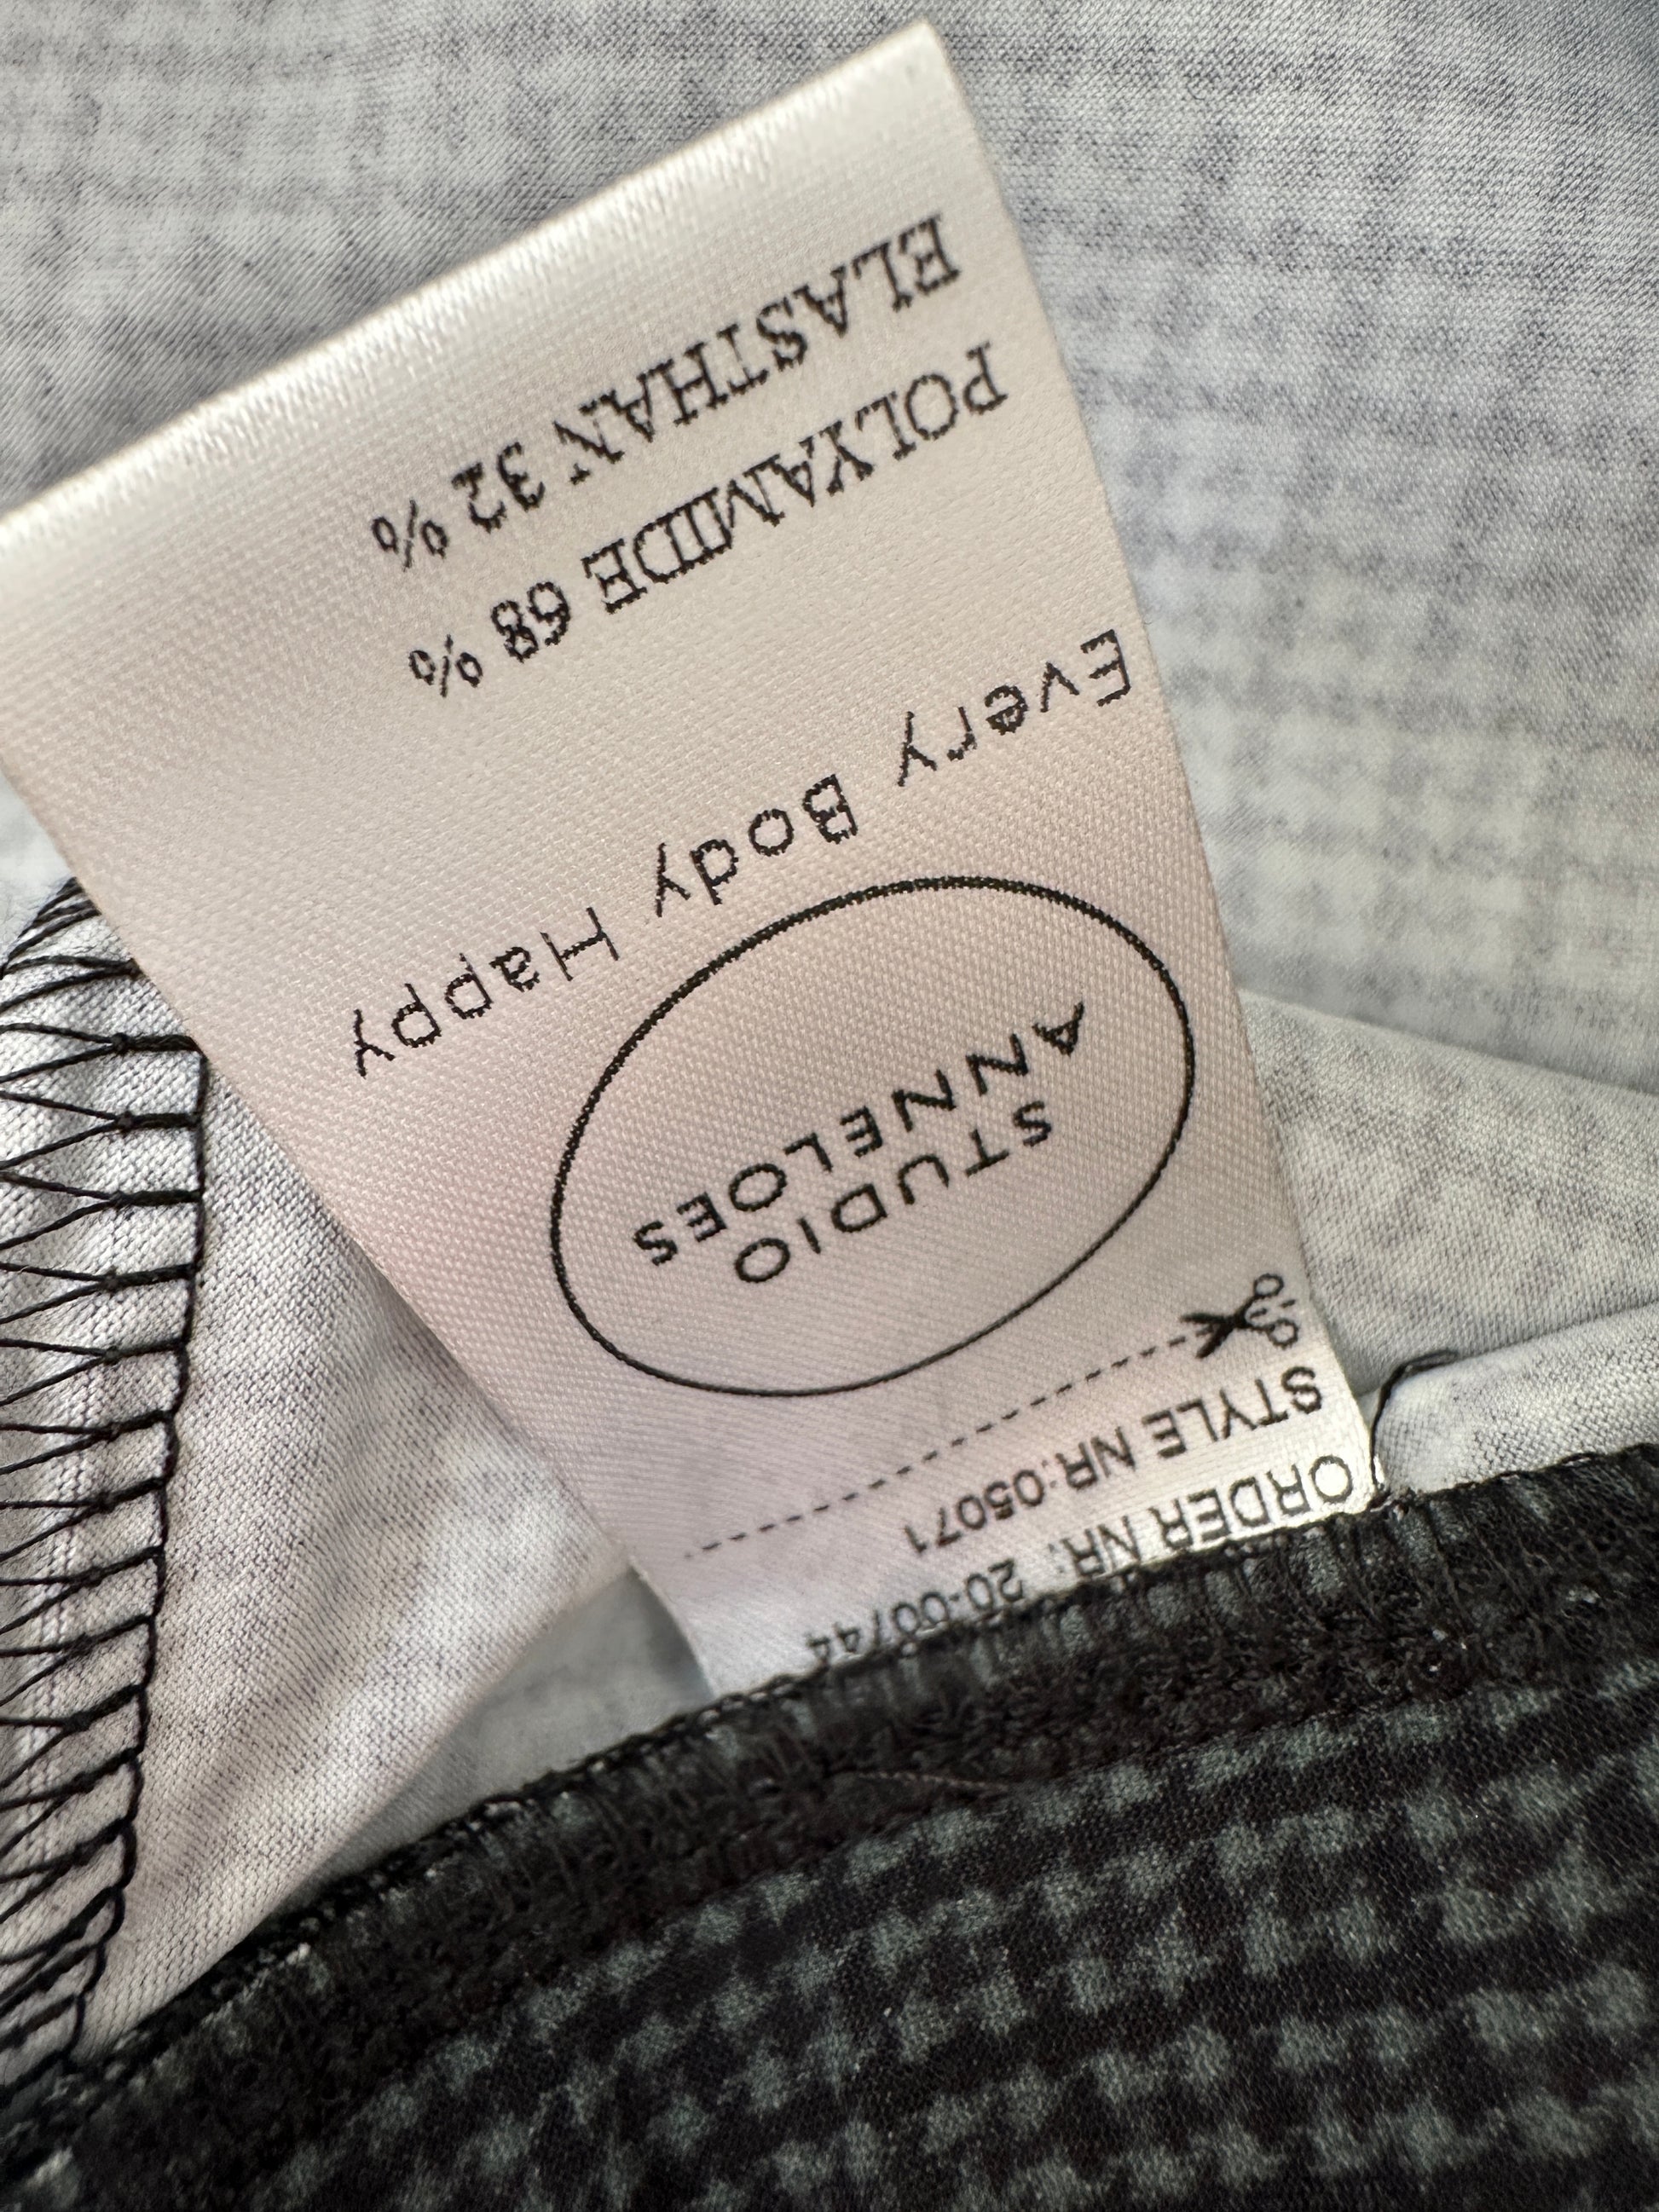 ORDER NR: 20-00744
STYLE NR:05071
STUDIO
ANNELOES
Every Body Happy
POLYAMIDE 68 %
ELASTHAN 32 %